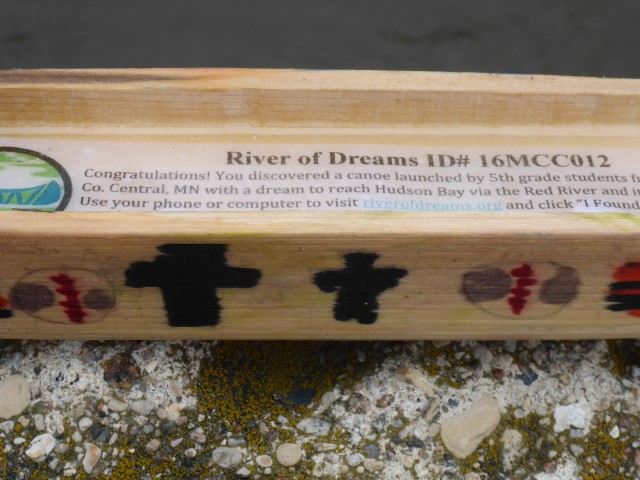 River of Dreams ID# 16MCC012
Congratulations! You discovered a canoe launched by 5th grade students
Co. Central, MN with a dream to reach Hudson Bay via the Red River and
Use your phone or computer to visit riverofdreams.org and click "I Found